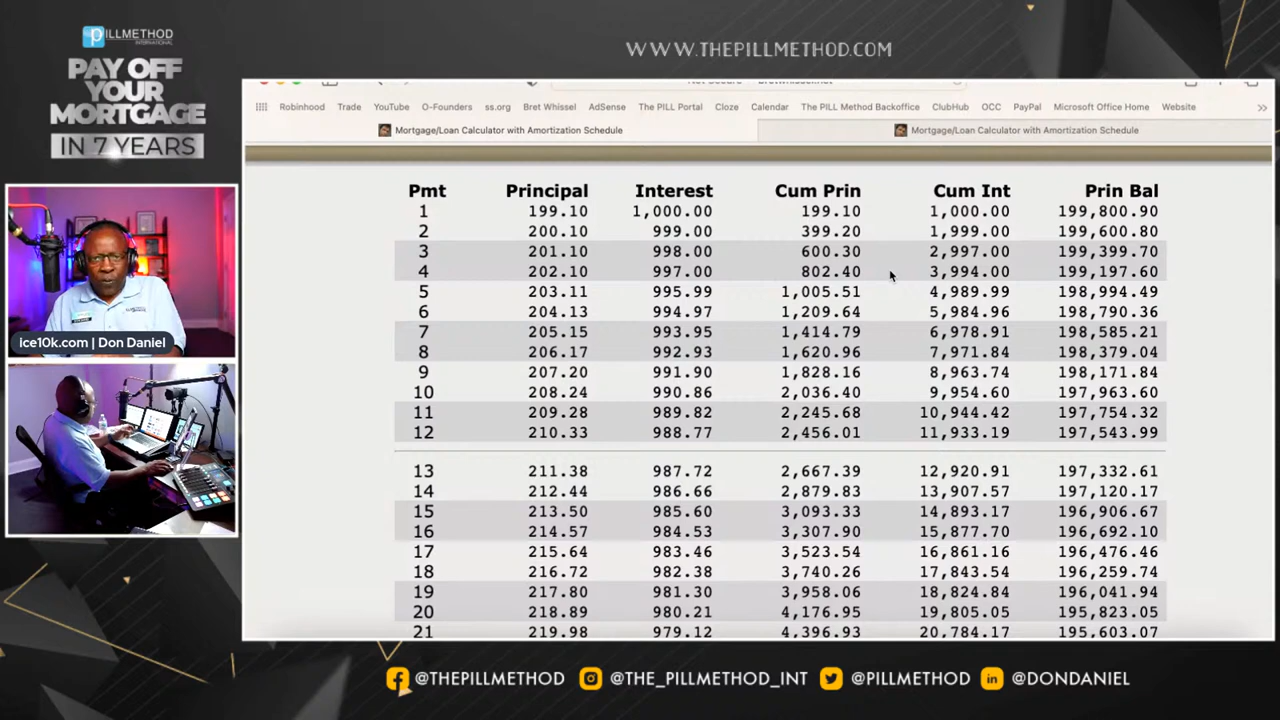 PILLMETHOD
INTERNATIONAL
PAY OFF
YOUR
MORTGAGE
IN 7 YEARS
WWW.THEPILLMETHOD.COM
Robinhood Trade YouTube O-Founders ss.org Bret Whissel AdSense The PILL Portal Cloze Calendar The PILL Method Backoffice ClubHub OCC PayPal Microsoft Office Home Website
Mortgage/Loan Calculator with Amortization Schedule Mortgage/Loan Calculator with Amortization Schedule
Pmt Principal Interest Cum Prin Cum Int Prin Bal
1 199.10 1,000.00 199.10 1,000.00 199,800.90
2 200.10 999.00 399.20 1,999.00 199,600.80
3 201.10 998.00 600.30 2,997.00 199,399.70
4 202.10 997.00 802.40 3,994.00 199,197.60
5 203.11 995.99 1,005.51 4,989.99 198,994.49
6 204.13 994.97 1,209.64 5,984.96 198,790.36
7 205.15 993.95 1,414.79 6,978.91 198,585.21
8 206.17 992.93 1,620.96 7,971.84 198,379.04
9 207.20 991.90 1,828.16 8,963.74 198,171.84
10 208.24 990.86 2,036.40 9,954.60 197,963.60
11 209.28 989.82 2,245.68 10,944.42 197,754.32
12 210.33 988.77 2,456.01 11,933.19 197,543.99
13 211.38 987.72 2,667.39 12,920.91 197,332.61
14 212.44 986.66 2,879.83 13,907.57 197,120.17
15 213.50 985.60 3,093.33 14,893.17 196,906.67
16 214.57 984.53 3,307.90 15,877.70 196,692.10
17 215.64 983.46 3,523.54 16,861.16 196,476.46
18 216.72 982.38 3,740.26 17,843.54 196,259.74
19 217.80 981.30 3,958.06 18,824.84 196,041.94
20 218.89 980.21 4,176.95 19,805.05 195,823.05
21 219.98 979.12 4,396.93 20,784.17 195,603.07
ice10k.com | Don Daniel
@THEPILLMETHOD @THE_PILLMETHOD_INT @PILLMETHOD @DONDANIEL